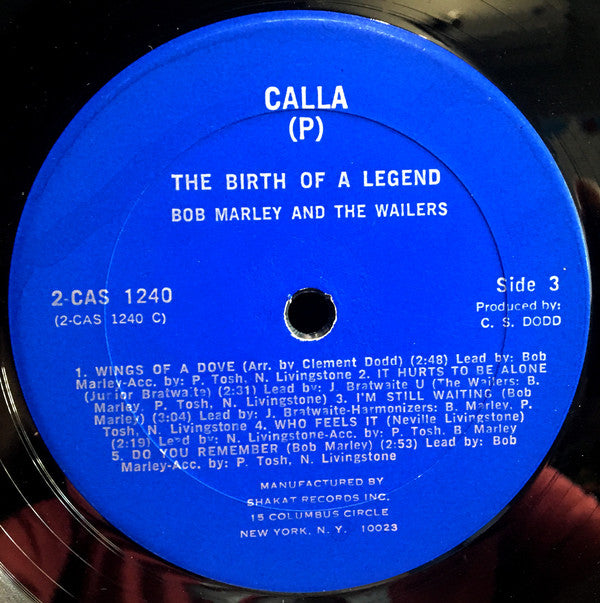 CALLA
(P)
THE BIRTH OF A LEGEND
BOB MARLEY AND THE WAILERS
2-CAS 1240
(2-CAS 1240 C)
Side 3
Produced by:
C. S. DODD
1. WINGS OF A DOVE (Arr. by Clement Dodd) (2:48) Lead by: Bob
Marley-Acc. by: P. Tosh, N. Livingstone 2. IT HURTS TO BE ALONE
(Junior Bratwaite) (2:31) Lead by: J. Bratwaite U (The Wailers: B.
Marley, P. Tosh, N. Livingstone) 3. I'M STILL WAITING (Bob
Marley) (3:04) Lead by: J. Bratwaite-Harmonizers: B. Marley, P.
Tosh, N. Livingstone 4. WHO FEELS IT (Neville Livingstone)
(2:19) Lead by: N. Livingstone-Acc. by: P. Tosh, B. Marley
5. DO YOU REMEMBER (Bob Marley) (2:53) Lead by: Bob
Marley-Acc. by: P. Tosh, N. Livingstone
MANUFACTURED BY
SHAKAT RECORDS INC.
15 COLUMBUS CIRCLE
NEW YORK, N. Y. 10023